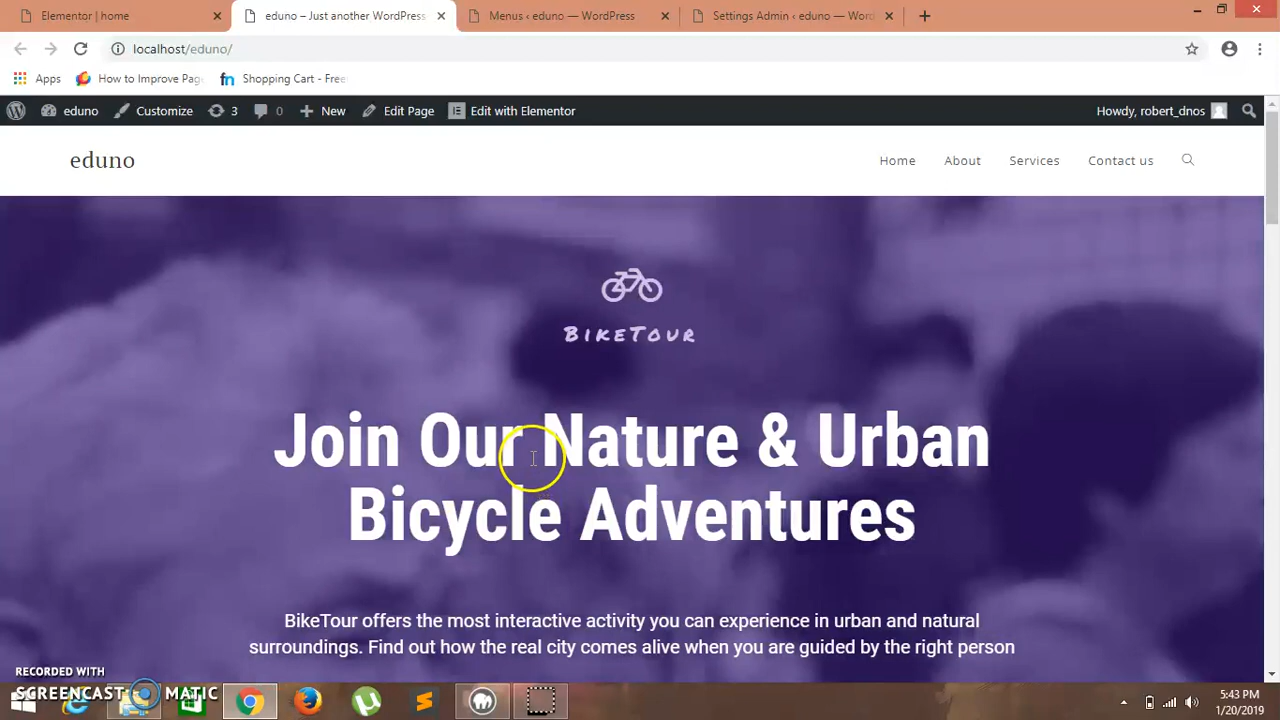 Elementor | home
eduno – Just another WordPress
Menus ‹ eduno — WordPress
Settings Admin ‹ eduno — Wor
localhost/eduno/
Apps
How to Improve Pag
Shopping Cart - Free
eduno
Customize
3
0
New
Edit Page
Edit with Elementor
Howdy, robert_dnos
eduno
Home
About
Services
Contact us
BikeTour
Join Our Nature & Urban
Bicycle Adventures
BikeTour offers the most interactive activity you can experience in urban and natural
surroundings. Find out how the real city comes alive when you are guided by the right person
RECORDED WITH
SCREENCAST MATIC
5:43 PM
1/20/2019